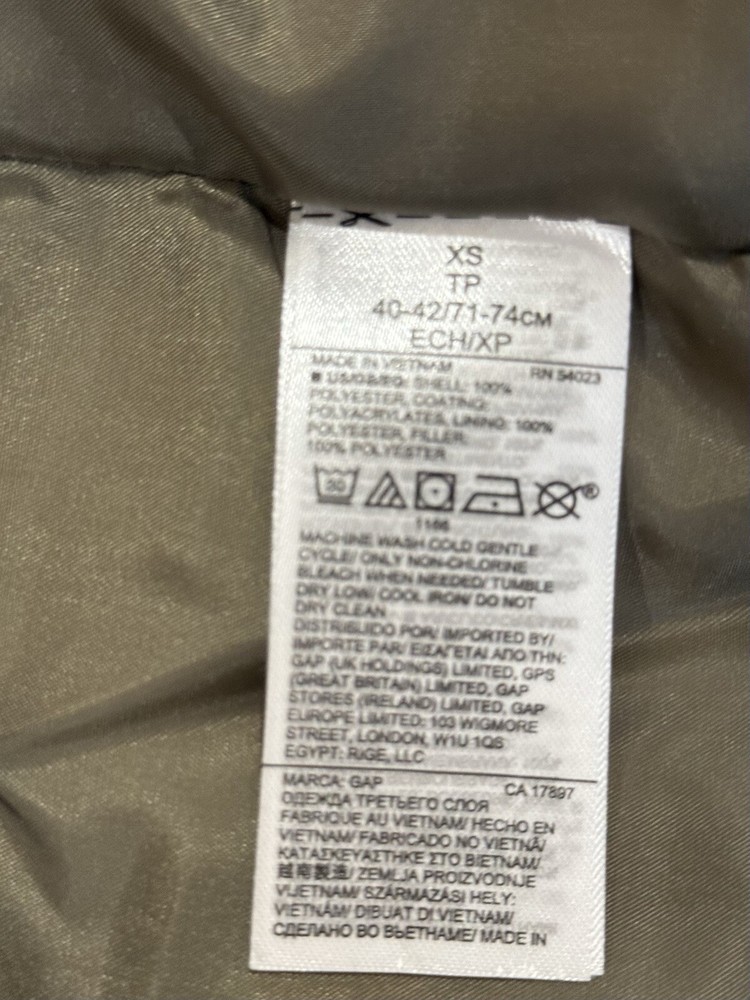 XS
TP
40-42/71-74CM
ECH/XP
MADE IN VIETNAM RN 54023
■ US/GB/EG: SHELL: 100%
POLYESTER, COATING:
POLYACRYLATES, LINING: 100%
POLYESTER, FILLER:
100% POLYESTER
30
®
1166
MACHINE WASH COLD GENTLE
CYCLE/ ONLY NON-CHLORINE
BLEACH WHEN NEEDED/ TUMBLE
DRY LOW/ COOL IRON/ DO NOT
DRY CLEAN
DISTRIBUIDO POR/ IMPORTED BY/
IMPORTE PAR/ ΕΙΣΑΓΕΤΑΙ ΑΠΟ ΤΗΝ:
GAP (UK HOLDINGS) LIMITED, GPS
(GREAT BRITAIN) LIMITED, GAP
STORES (IRELAND) LIMITED, GAP
EUROPE LIMITED: 103 WIGMORE
STREET, LONDON, W1U 1QS
EGYPT: RIGE, LLC
MARCA: GAP CA 17897
ОДЕЖДА ТРЕТЬЕГО СЛОЯ
FABRIQUE AU VIETNAM/ HECHO EN
VIETNAM/ FABRICADO NO VIETNÃ/
ΚΑΤΑΣΚΕΥΑΣΤΗΚΕ ΣΤΟ ΒΙΕΤΝΑΜ/
越南製造/ ZEMLJA PROIZVODNJE
VIJETNAM/ SZÁRMAZÁSI HELY:
VIETNÁM/ DIBUAT DI VIETNAM/
СДЕЛАНО ВО ВЬЕТНАМЕ/ MADE IN